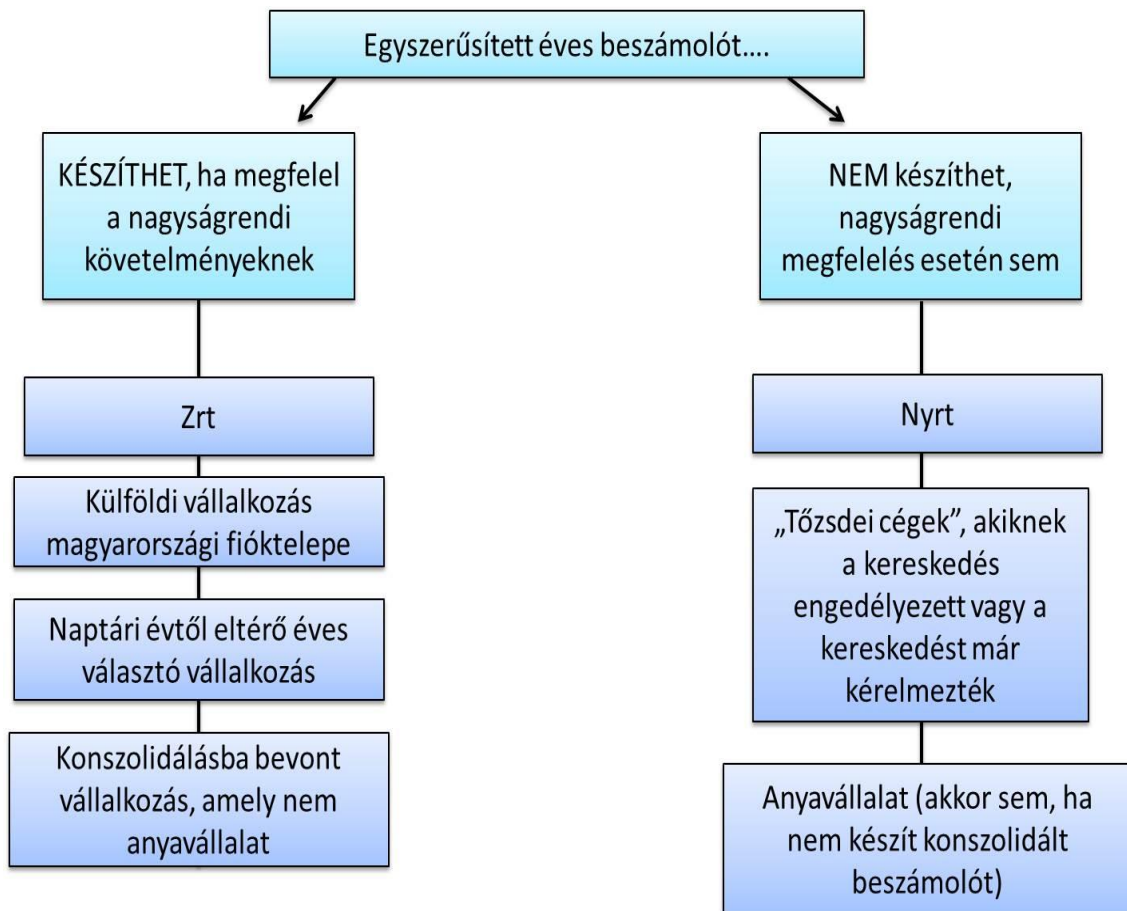 Egyszerűsített éves beszámolót....
KÉSZÍTHET, ha megfelel
a nagyságrendi
követelményeknek
Zrt
Külföldi vállalkozás
magyarországi fióktelepe
Naptári évtől eltérő éves
választó vállalkozás
Konszolidálásba bevont
vállalkozás, amely nem
anyavállalat
NEM készíthet,
nagyságrendi
megfelelés esetén sem
Nyrt
„Tőzsdei cégek”, akiknek
a kereskedés
engedélyezett vagy a
kereskedést már
kérelmezték
Anyavállalat (akkor sem, ha
nem készít konszolidált
beszámolót)